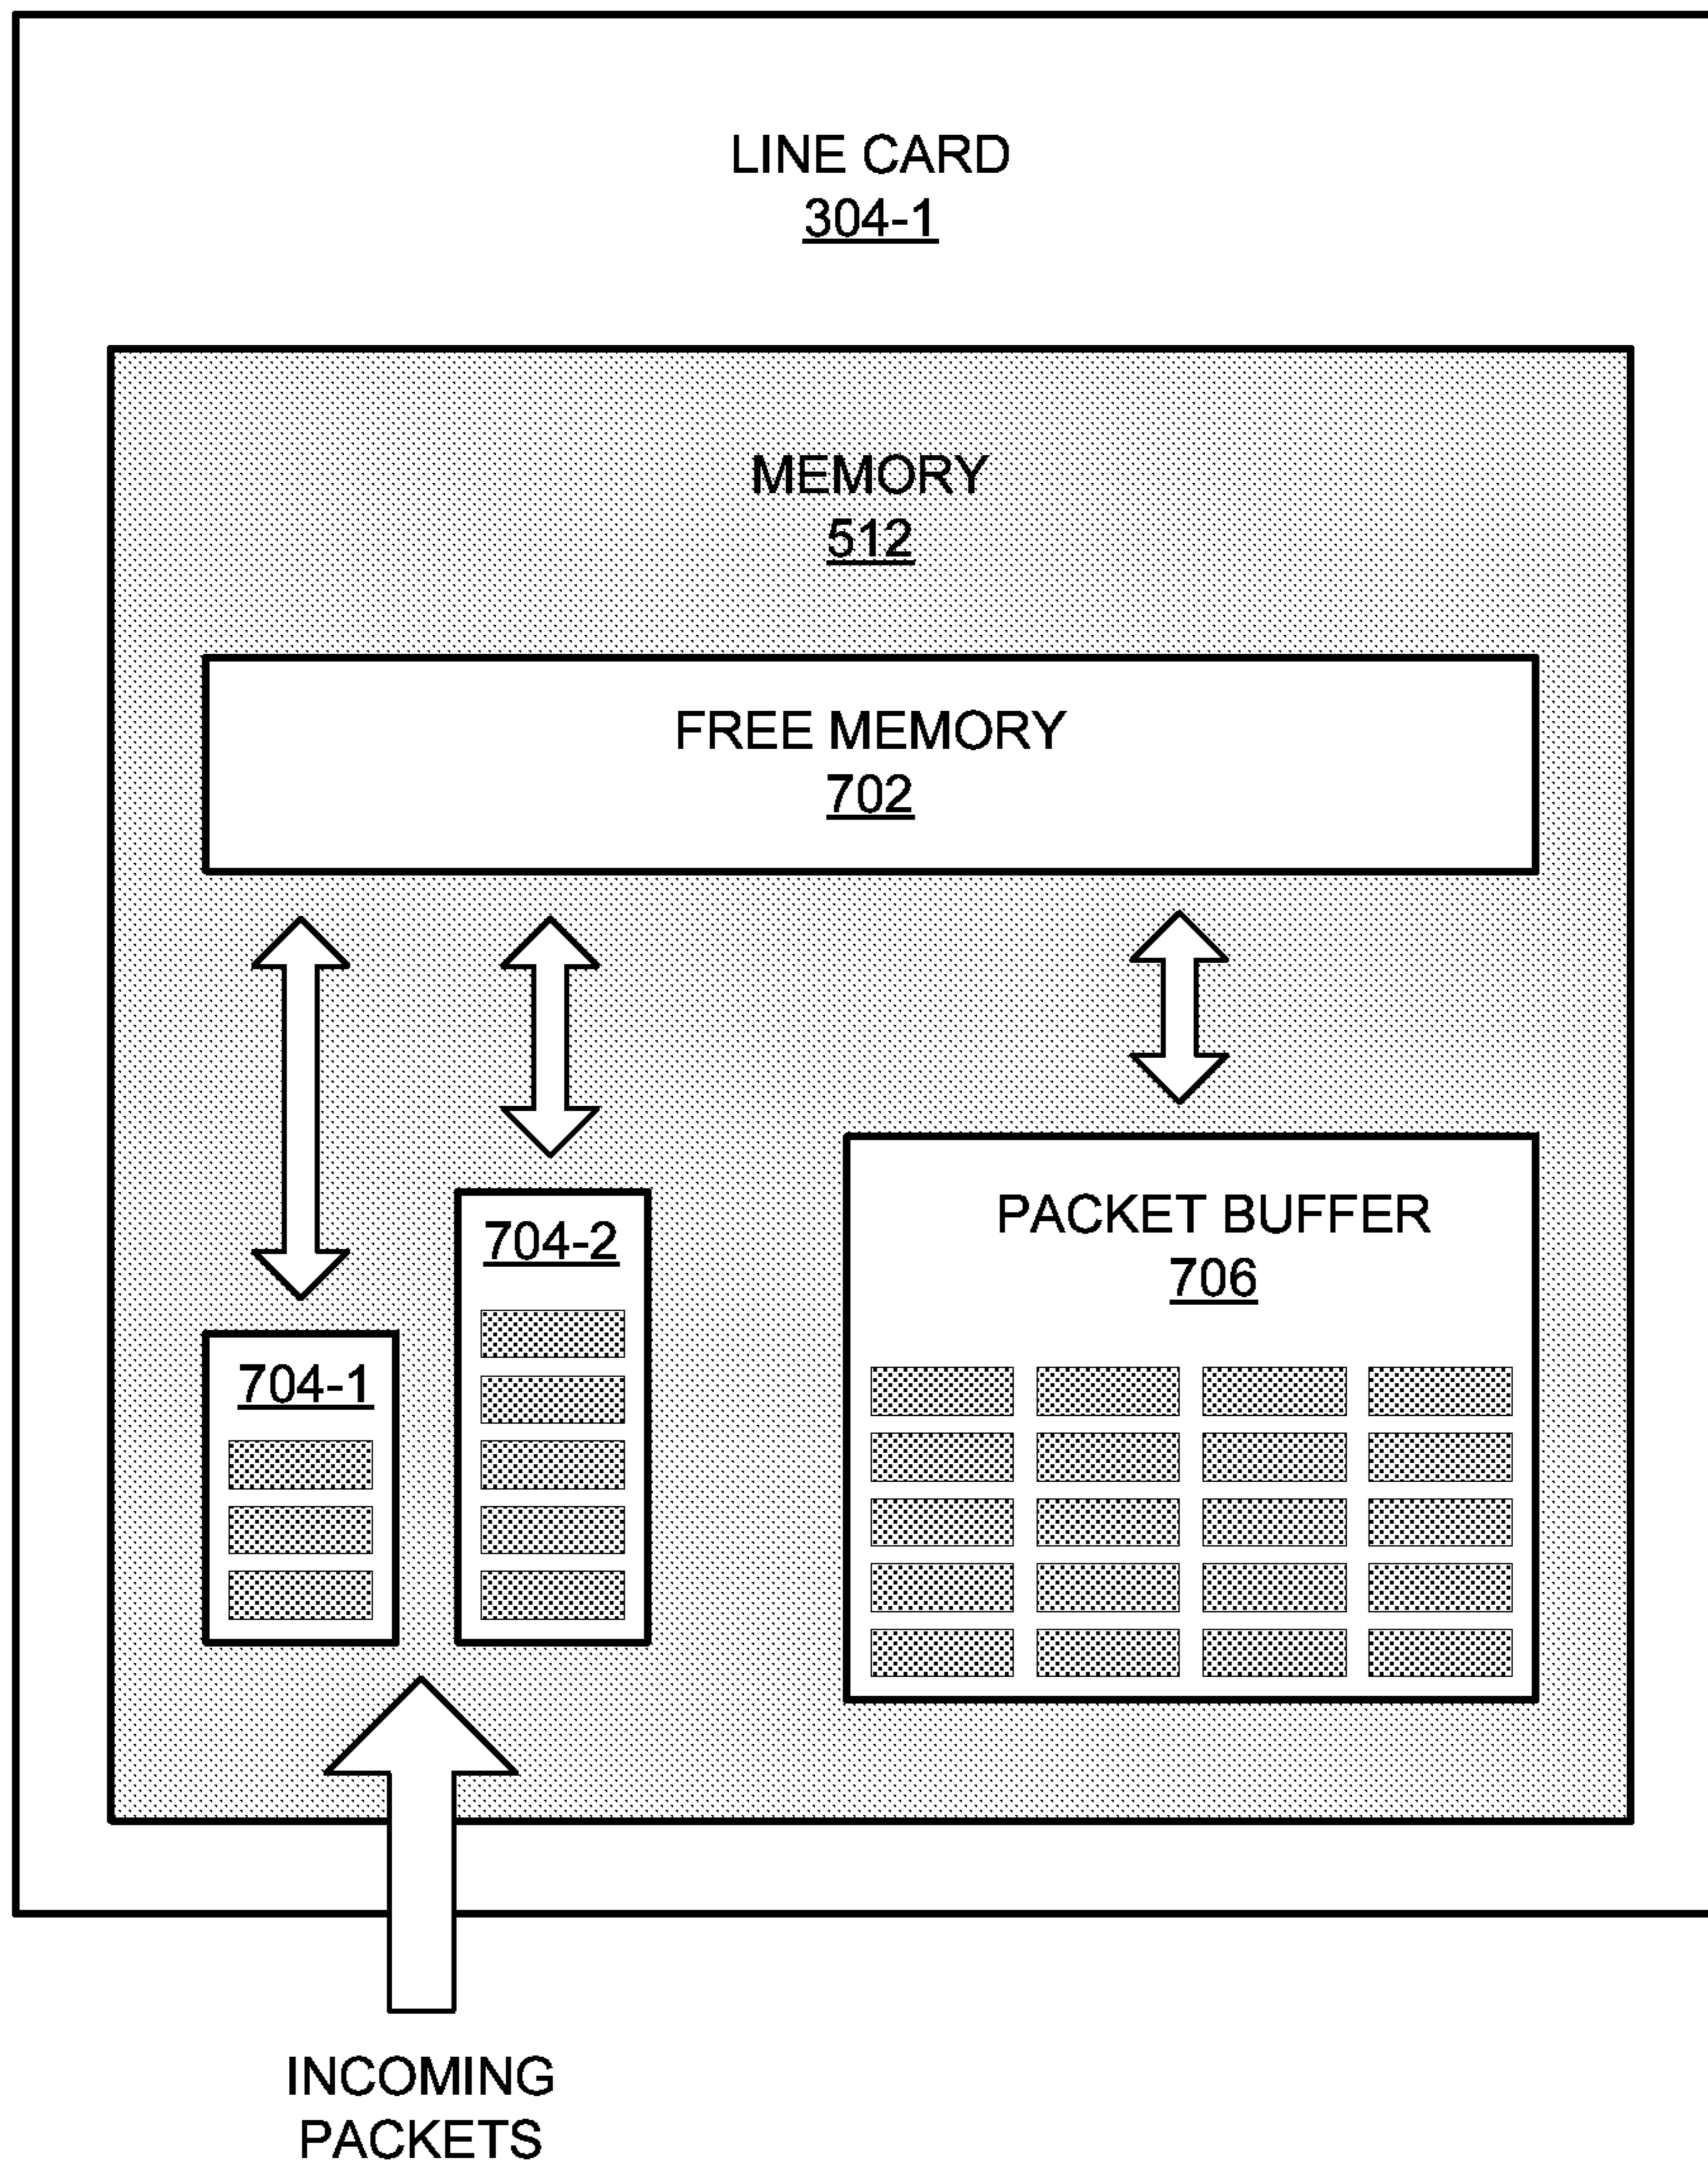 LINE CARD
304-1
MEMORY
512
FREE MEMORY
702
704-2
PACKET BUFFER
706
704-1
INCOMING
PACKETS